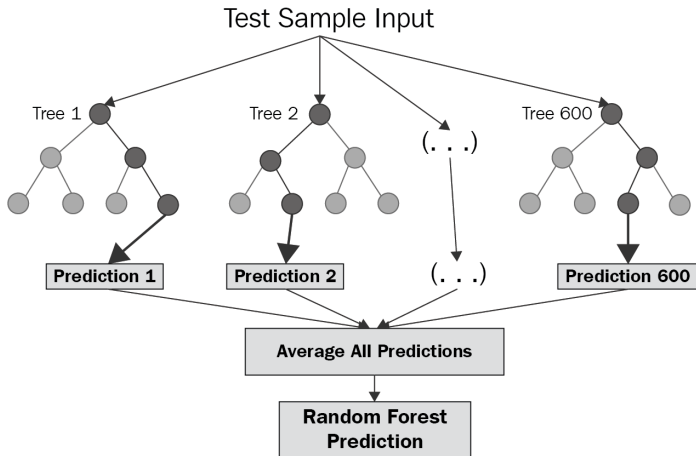 Test Sample Input
Tree 1
Tree 2
Tree 600
(. . .)
Prediction 1
Prediction 2
(. . .)
Prediction 600
Average All Predictions
Random Forest
Prediction